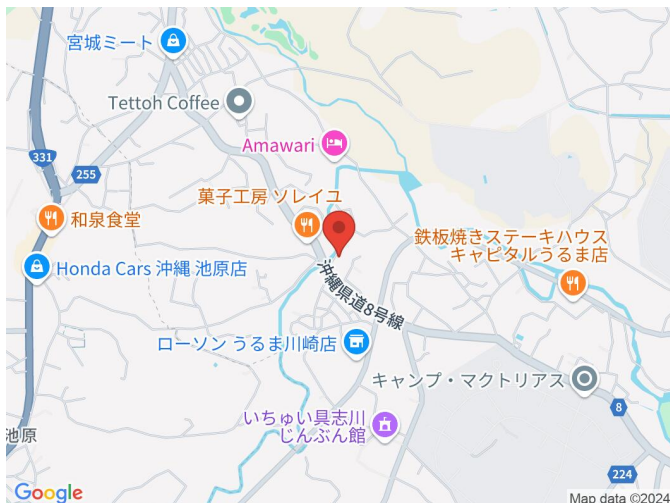 宮城ミート
Tettoh Coffee
Amawari
331
255
菓子工房 ソレイユ
和泉食堂
鉄板焼きステーキハウス
キャピタルうるま店
Honda Cars 沖縄 池原店
沖縄県道8号線
ローソン うるま川崎店
キャンプ・マクトリアス
8
いちゅい具志川
じんぶん館
池原
224
Google
Map data ©2024